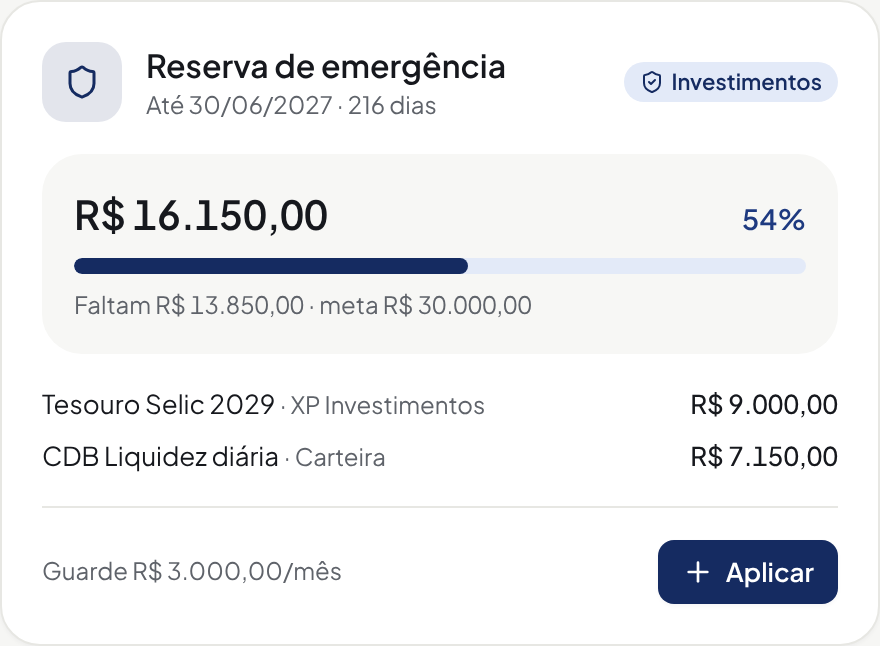 Reserva de emergência
Até 30/06/2027 · 216 dias
Investimentos
R$ 16.150,00
54%
Faltam R$ 13.850,00 · meta R$ 30.000,00
Tesouro Selic 2029 · XP Investimentos
R$ 9.000,00
CDB Liquidez diária · Carteira
R$ 7.150,00
Guarde R$ 3.000,00/mês
+ Aplicar